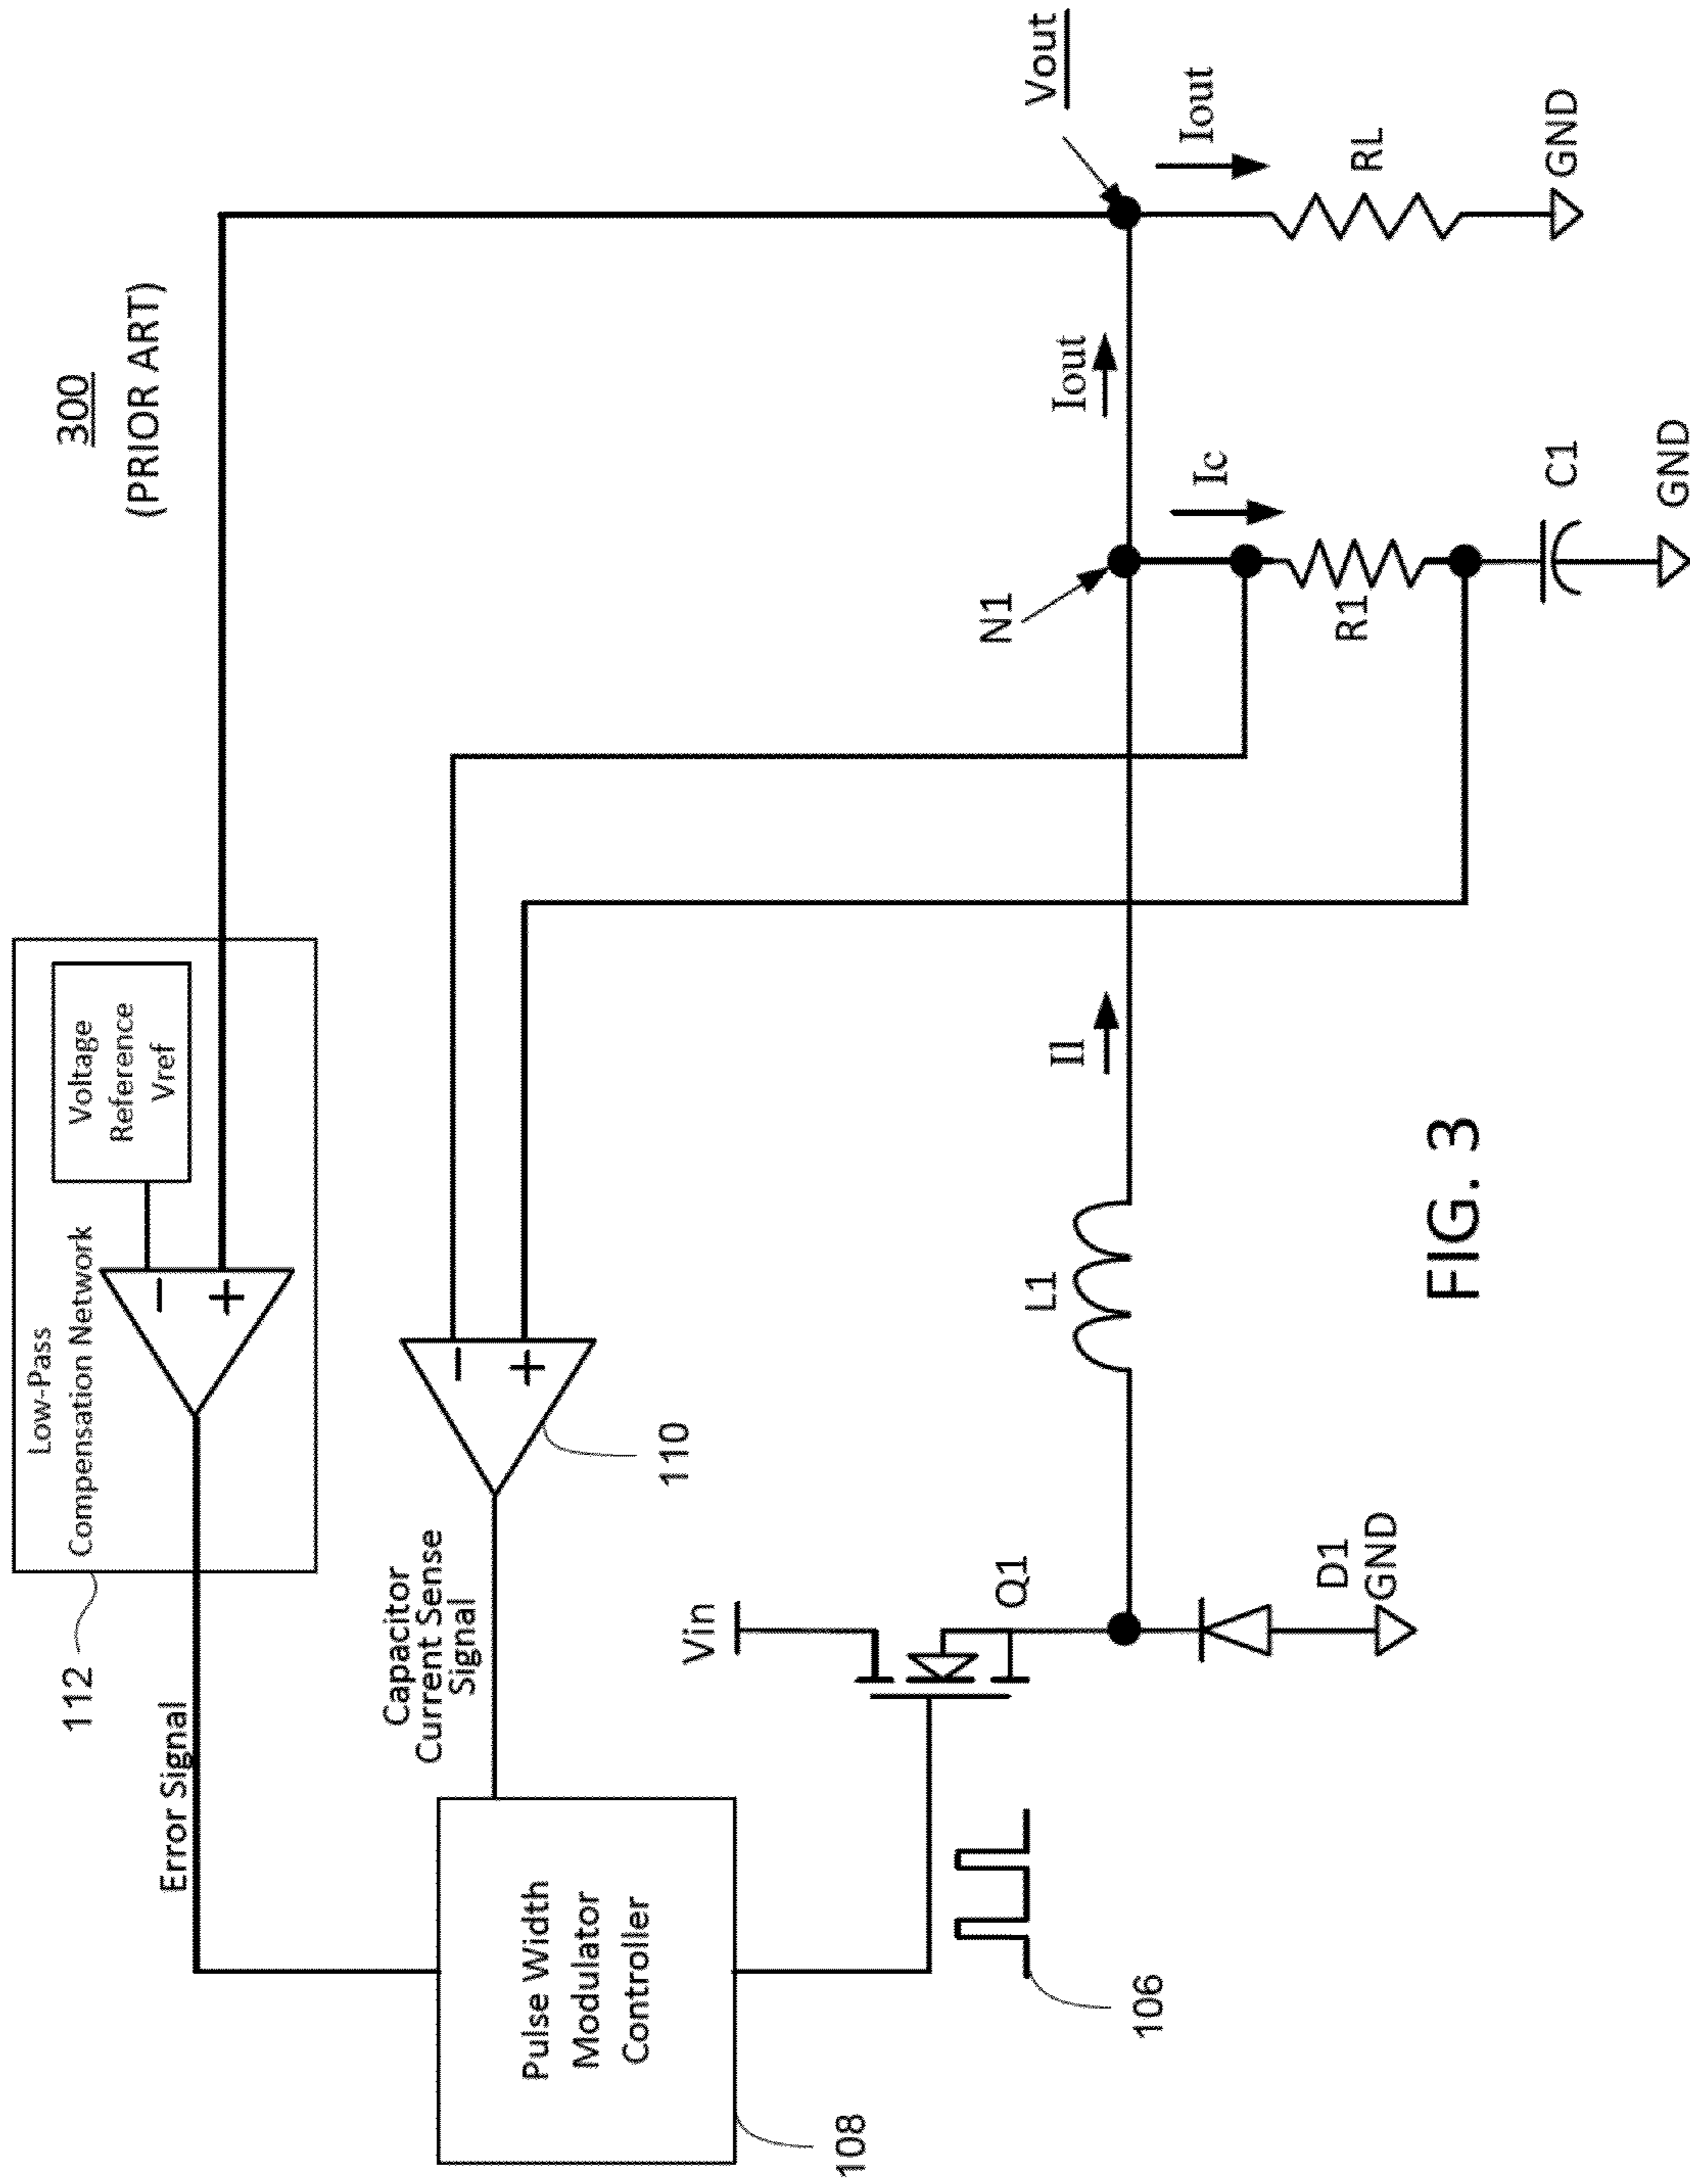 300
(PRIOR ART)
Low-Pass
Compensation Network
Voltage
Reference
Vref
−
+
112
Error Signal
Capacitor
Current Sense
Signal
−
+
110
Pulse Width
Modulator
Controller
108
106
Vin
Q1
D1
GND
L1
Il
N1
Iout
Vout
Iout
Ic
R1
C1
GND
RL
GND
FIG. 3